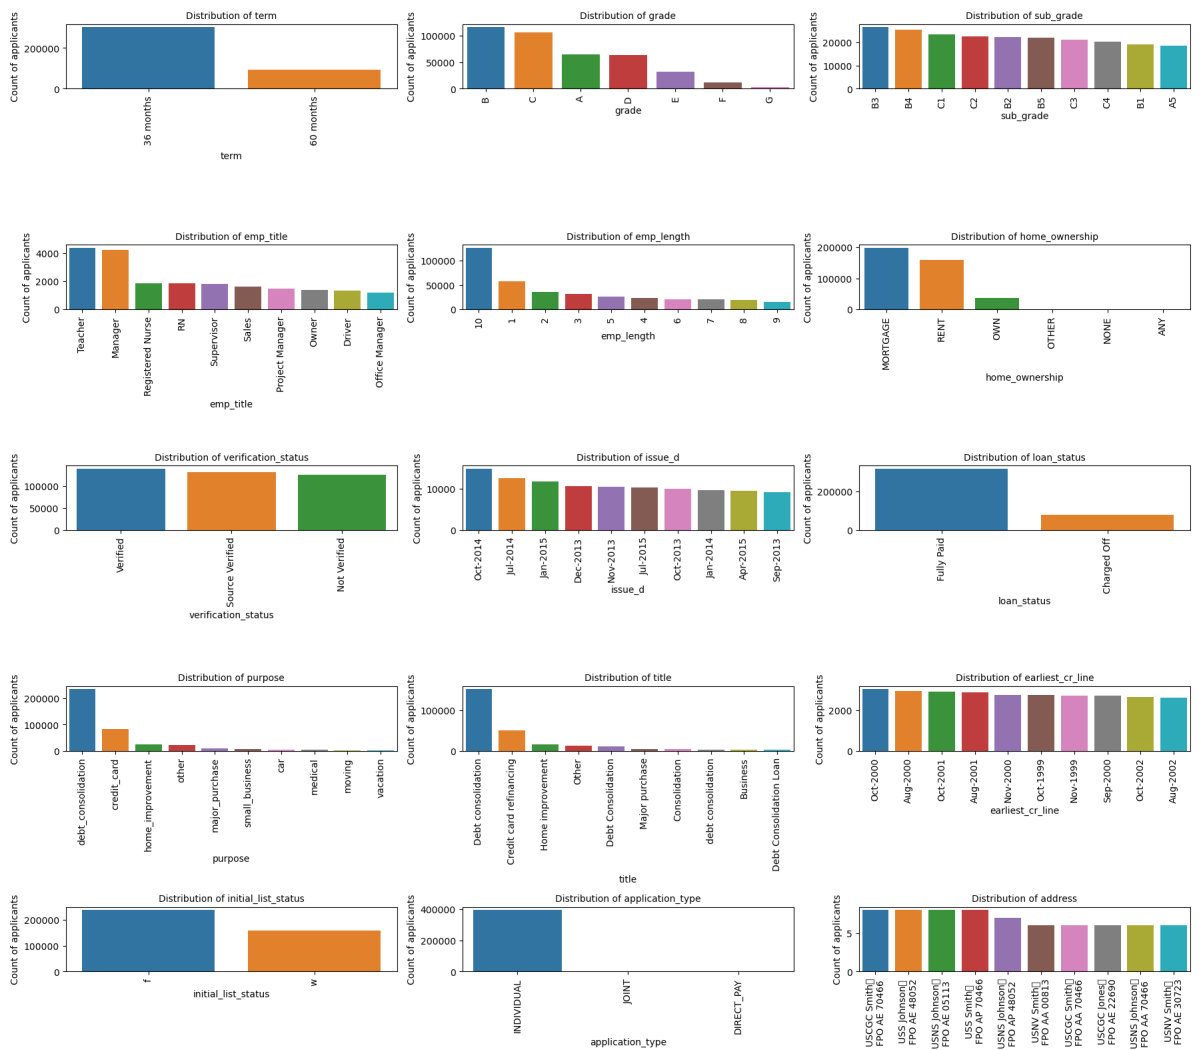 Distribution of term
Count of applicants
200000
0
36 months
60 months
term
Distribution of grade
Count of applicants
100000
50000
0
B
C
A
D
E
F
G
grade
Distribution of sub_grade
Count of applicants
20000
10000
0
B3
B4
C1
C2
B2
B5
C3
C4
B1
A5
sub_grade
Distribution of emp_title
Count of applicants
4000
2000
0
Teacher
Manager
Registered Nurse
RN
Supervisor
Sales
Project Manager
Owner
Driver
Office Manager
emp_title
Distribution of emp_length
Count of applicants
100000
50000
0
10
1
2
3
5
4
6
7
8
9
emp_length
Distribution of home_ownership
Count of applicants
200000
100000
0
MORTGAGE
RENT
OWN
OTHER
NONE
ANY
home_ownership
Distribution of verification_status
Count of applicants
100000
50000
0
Verified
Source Verified
Not Verified
verification_status
Distribution of issue_d
Count of applicants
10000
0
Oct-2014
Jul-2014
Jan-2015
Dec-2013
Nov-2013
Jul-2015
Oct-2013
Jan-2014
Apr-2015
Sep-2013
issue_d
Distribution of loan_status
Count of applicants
200000
0
Fully Paid
Charged Off
loan_status
Distribution of purpose
Count of applicants
200000
100000
0
debt_consolidation
credit_card
home_improvement
other
major_purchase
small_business
car
medical
moving
vacation
purpose
Distribution of title
Count of applicants
100000
0
Debt consolidation
Credit card refinancing
Home improvement
Other
Debt Consolidation
Major purchase
Consolidation
debt consolidation
Business
Debt Consolidation Loan
title
Distribution of earliest_cr_line
Count of applicants
2000
0
Oct-2000
Aug-2000
Oct-2001
Aug-2001
Nov-2000
Oct-1999
Nov-1999
Sep-2000
Oct-2002
Aug-2002
earliest_cr_line
Distribution of initial_list_status
Count of applicants
200000
100000
0
f
w
initial_list_status
Distribution of application_type
Count of applicants
400000
200000
0
INDIVIDUAL
JOINT
DIRECT_PAY
application_type
Distribution of address
Count of applicants
5
0
USCGC Smith▯
FPO AE 70466
USS Johnson▯
FPO AE 48052
USNS Johnson▯
FPO AE 05113
USS Smith▯
FPO AP 70466
USNS Johnson▯
FPO AP 48052
USNV Smith▯
FPO AA 00813
USCGC Smith▯
FPO AA 70466
USCGC Jones▯
FPO AE 22690
USNS Johnson▯
FPO AA 70466
USNV Smith▯
FPO AE 30723